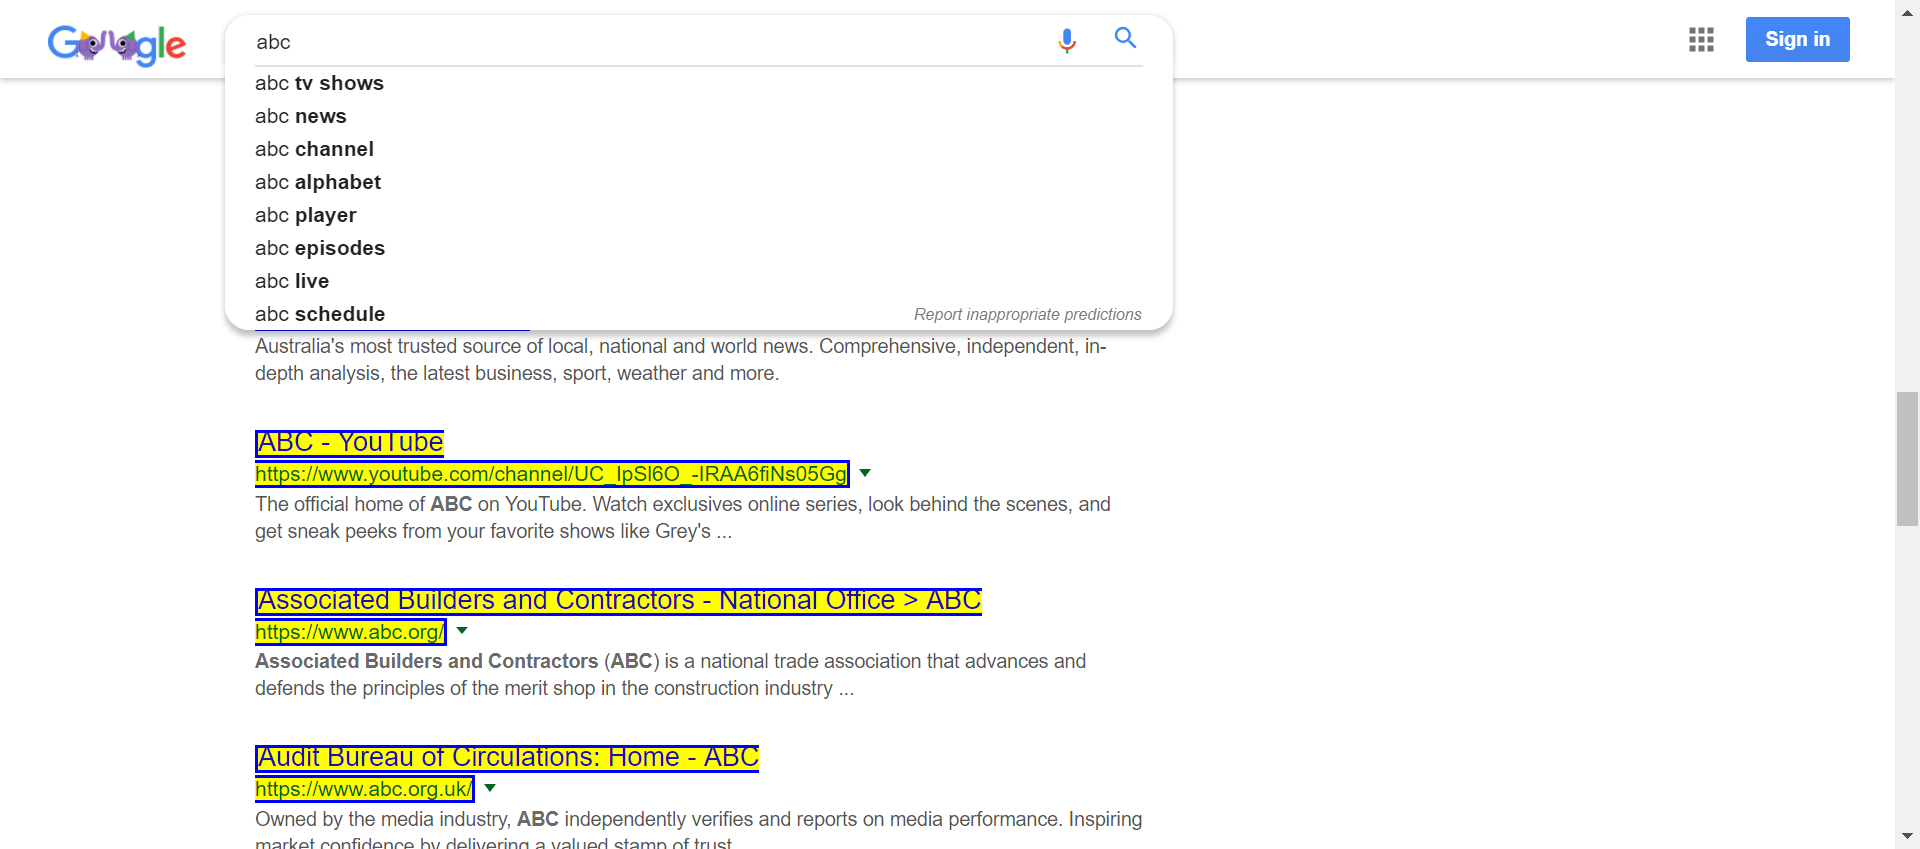 Google
abc
Sign in
abc tv shows
abc news
abc channel
abc alphabet
abc player
abc episodes
abc live
abc schedule
Report inappropriate predictions
Australia's most trusted source of local, national and world news. Comprehensive, independent, in-
depth analysis, the latest business, sport, weather and more.
ABC - YouTube
https://www.youtube.com/channel/UC_IpSl6O_-IRAA6fiNs05Gg
The official home of ABC on YouTube. Watch exclusives online series, look behind the scenes, and
get sneak peeks from your favorite shows like Grey's ...
Associated Builders and Contractors - National Office > ABC
https://www.abc.org/
Associated Builders and Contractors (ABC) is a national trade association that advances and
defends the principles of the merit shop in the construction industry ...
Audit Bureau of Circulations: Home - ABC
https://www.abc.org.uk/
Owned by the media industry, ABC independently verifies and reports on media performance. Inspiring
market confidence by delivering a valued stamp of trust